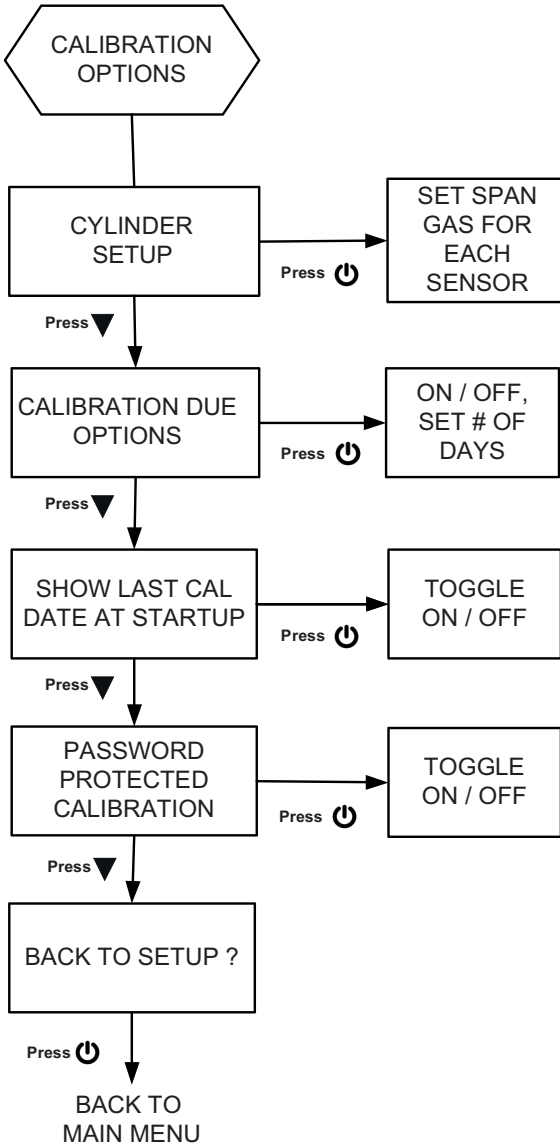 CALIBRATION
OPTIONS
CYLINDER
SETUP
Press
SET SPAN
GAS FOR
EACH
SENSOR
Press ▼
CALIBRATION DUE
OPTIONS
Press
ON / OFF,
SET # OF
DAYS
Press ▼
SHOW LAST CAL
DATE AT STARTUP
Press
TOGGLE
ON / OFF
Press ▼
PASSWORD
PROTECTED
CALIBRATION
Press
TOGGLE
ON / OFF
Press ▼
BACK TO SETUP ?
Press
BACK TO
MAIN MENU